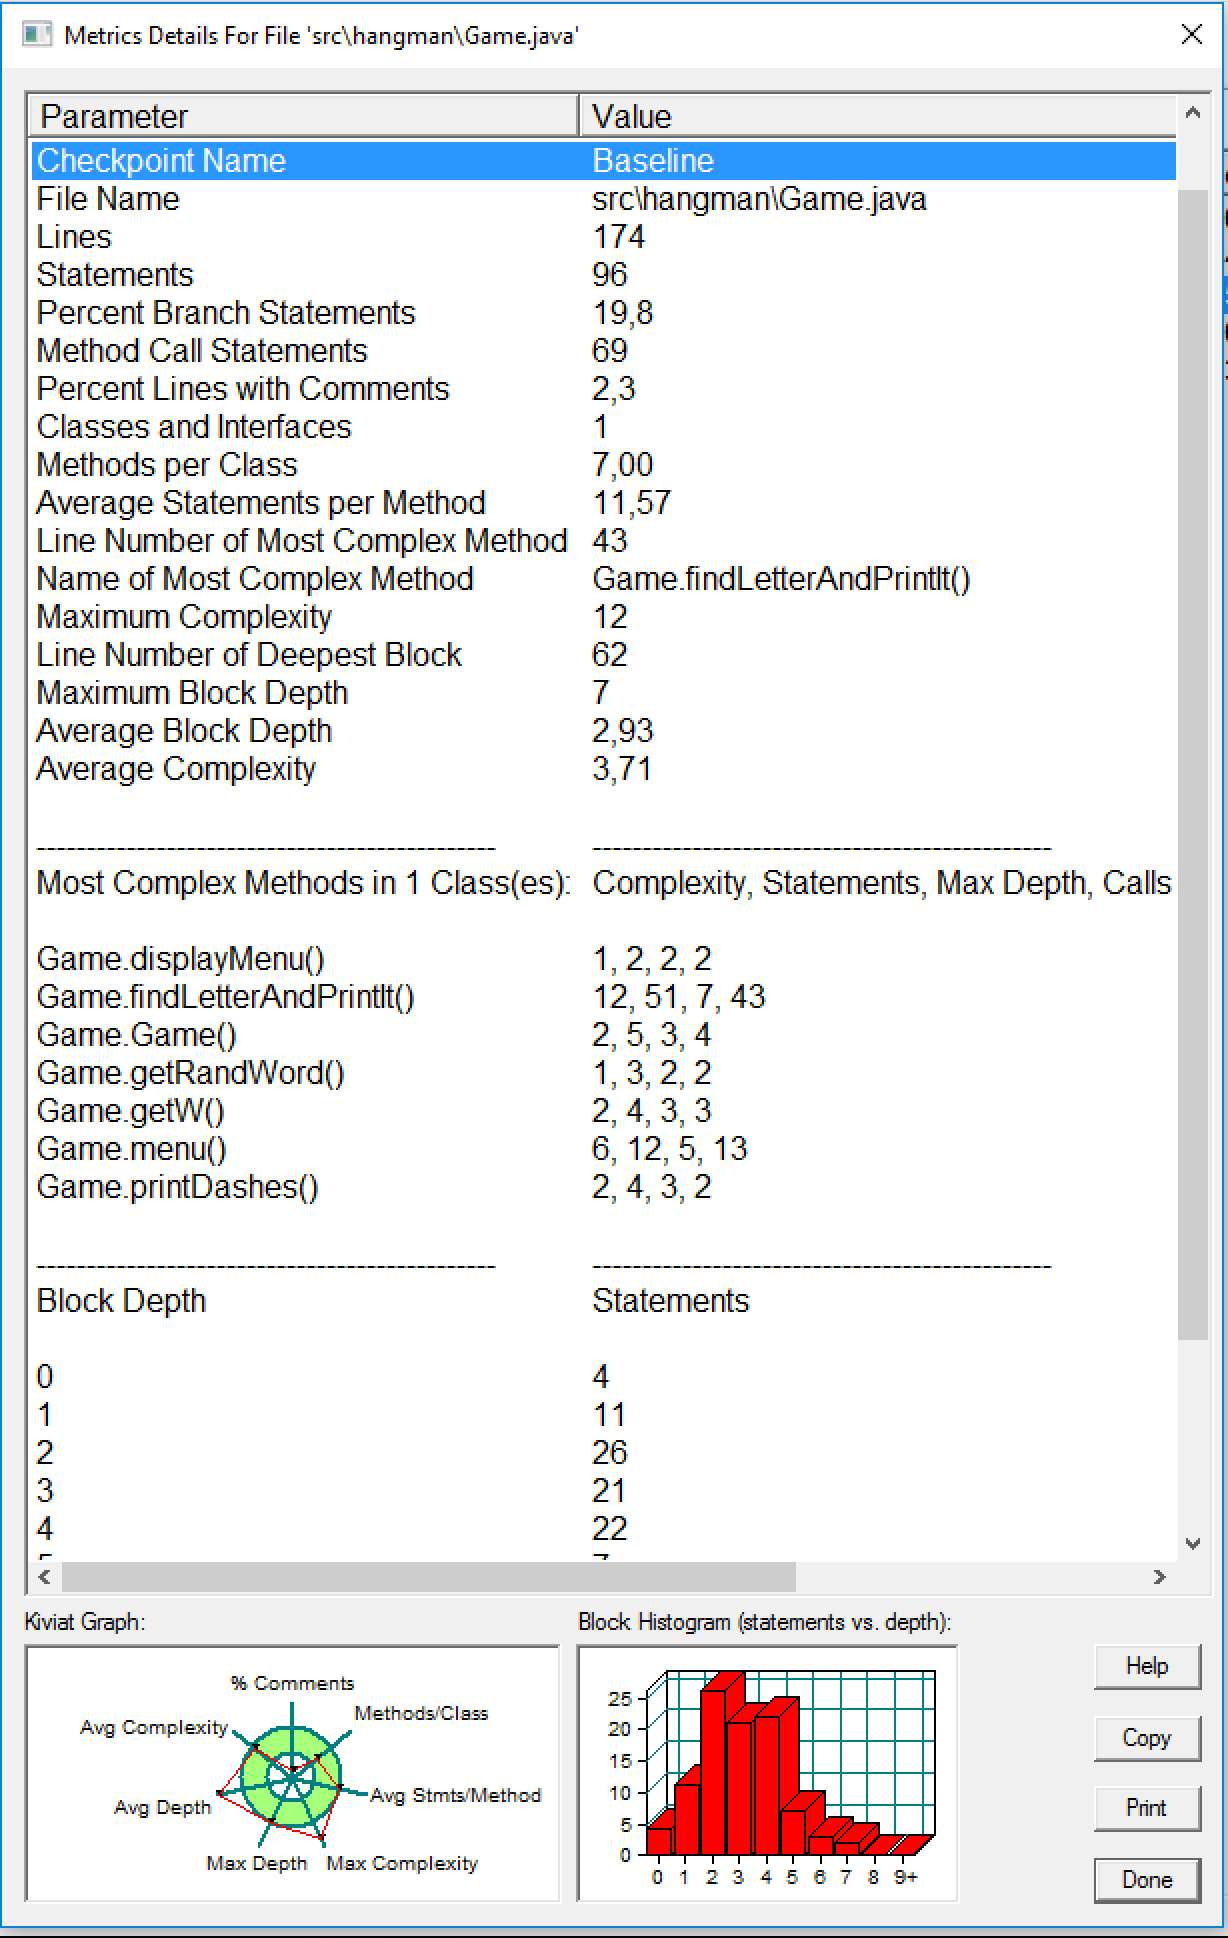 Metrics Details For File 'src\hangman\Game.java'
Parameter Value
Checkpoint Name Baseline
File Name src\hangman\Game.java
Lines 174
Statements 96
Percent Branch Statements 19,8
Method Call Statements 69
Percent Lines with Comments 2,3
Classes and Interfaces 1
Methods per Class 7,00
Average Statements per Method 11,57
Line Number of Most Complex Method 43
Name of Most Complex Method Game.findLetterAndPrintIt()
Maximum Complexity 12
Line Number of Deepest Block 62
Maximum Block Depth 7
Average Block Depth 2,93
Average Complexity 3,71
---------------------------------------------- ----------------------------------------------
Most Complex Methods in 1 Class(es): Complexity, Statements, Max Depth, Calls
Game.displayMenu() 1, 2, 2, 2
Game.findLetterAndPrintIt() 12, 51, 7, 43
Game.Game() 2, 5, 3, 4
Game.getRandWord() 1, 3, 2, 2
Game.getW() 2, 4, 3, 3
Game.menu() 6, 12, 5, 13
Game.printDashes() 2, 4, 3, 2
---------------------------------------------- ----------------------------------------------
Block Depth Statements
0 4
1 11
2 26
3 21
4 22
5 7
Kiviat Graph:
% Comments
Methods/Class
Avg Complexity
Avg Stmts/Method
Avg Depth
Max Depth Max Complexity
Block Histogram (statements vs. depth):
25
20
15
10
5
0
0 1 2 3 4 5 6 7 8 9+
Help
Copy
Print
Done